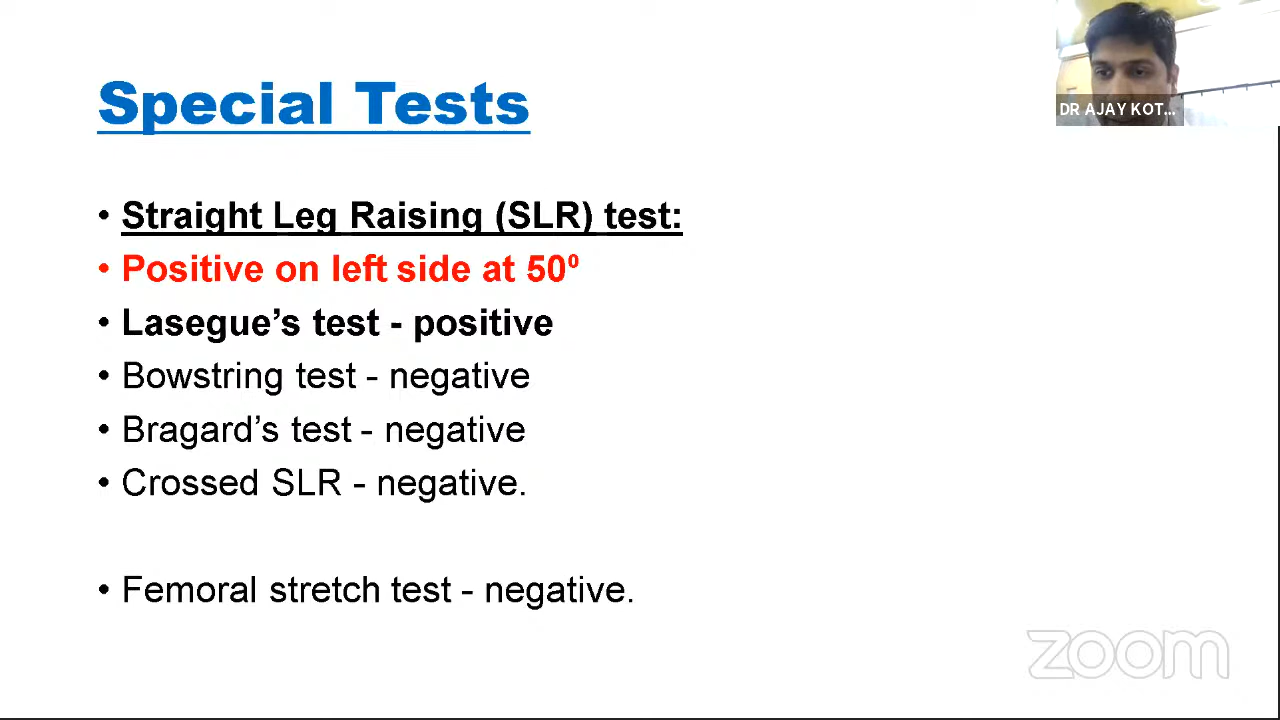 DR AJAY KOT...
Special Tests
• Straight Leg Raising (SLR) test:
• Positive on left side at 50⁰
• Lasegue’s test - positive
• Bowstring test - negative
• Bragard’s test - negative
• Crossed SLR - negative.
• Femoral stretch test - negative.
zoom